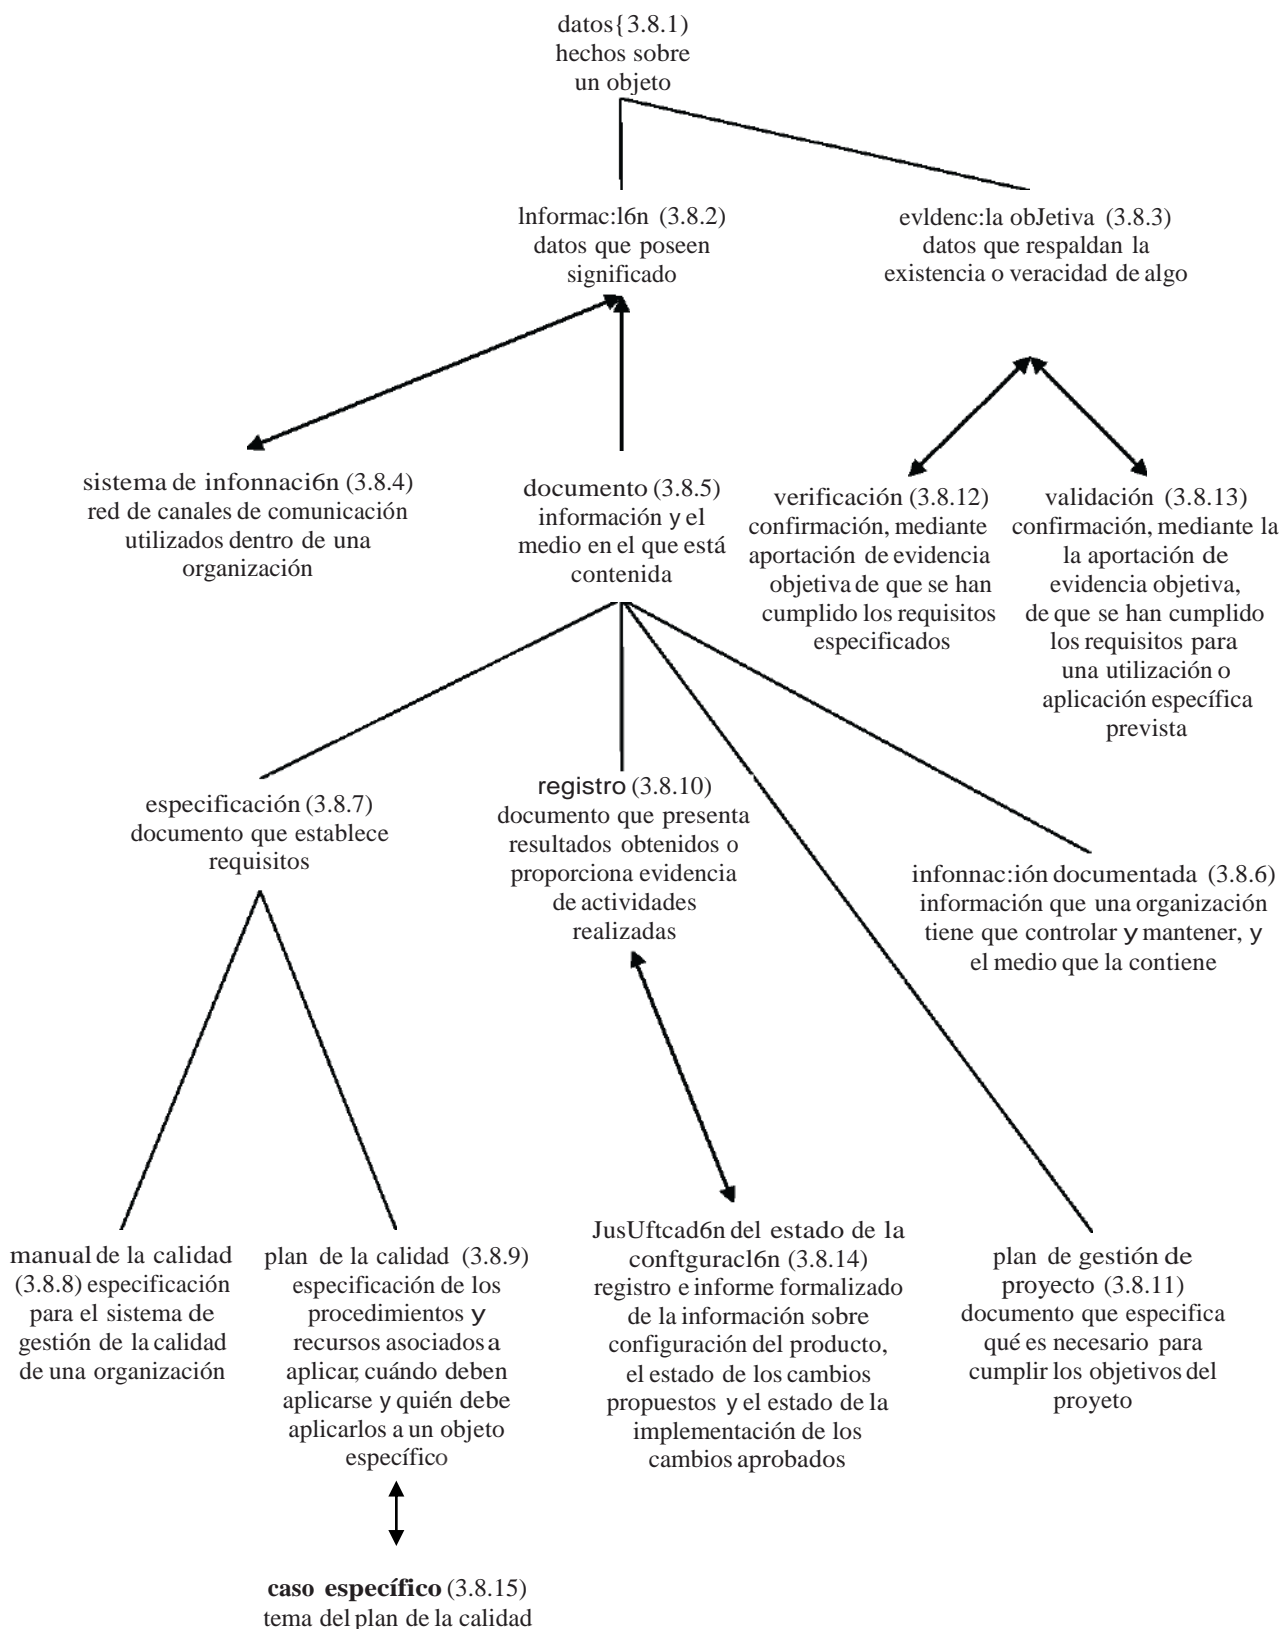 datos{3.8.1)
hechos sobre
un objeto
lnformac:l6n (3.8.2)
datos que poseen
significado
evldenc:la obJetiva (3.8.3)
datos que respaldan la
existencia o veracidad de algo
sistema de infonnaci6n (3.8.4)
red de canales de comunicación
utilizados dentro de una
organización
documento (3.8.5)
información y el
medio en el que está
contenida
verificación (3.8.12)
confirmación, mediante
aportación de evidencia
objetiva de que se han
cumplido los requisitos
especificados
validación (3.8.13)
confirmación, mediante la
la aportación de
evidencia objetiva,
de que se han cumplido
los requisitos para
una utilización o
aplicación específica
prevista
especificación (3.8.7)
documento que establece
requisitos
registro (3.8.10)
documento que presenta
resultados obtenidos o
proporciona evidencia
de actividades
realizadas
infonnac:ión documentada (3.8.6)
información que una organización
tiene que controlar y mantener, y
el medio que la contiene
manual de la calidad
(3.8.8) especificación
para el sistema de
gestión de la calidad
de una organización
plan de la calidad (3.8.9)
especificación de los
procedimientos y
recursos asociados a
aplicar, cuándo deben
aplicarse y quién debe
aplicarlos a un objeto
específico
JusUftcad6n del estado de la
conftguracl6n (3.8.14)
registro e informe formalizado
de la información sobre
configuración del producto,
el estado de los cambios
propuestos y el estado de la
implementación de los
cambios aprobados
plan de gestión de
proyecto (3.8.11)
documento que especifica
qué es necesario para
cumplir los objetivos del
proyeto
caso específico (3.8.15)
tema del plan de la calidad